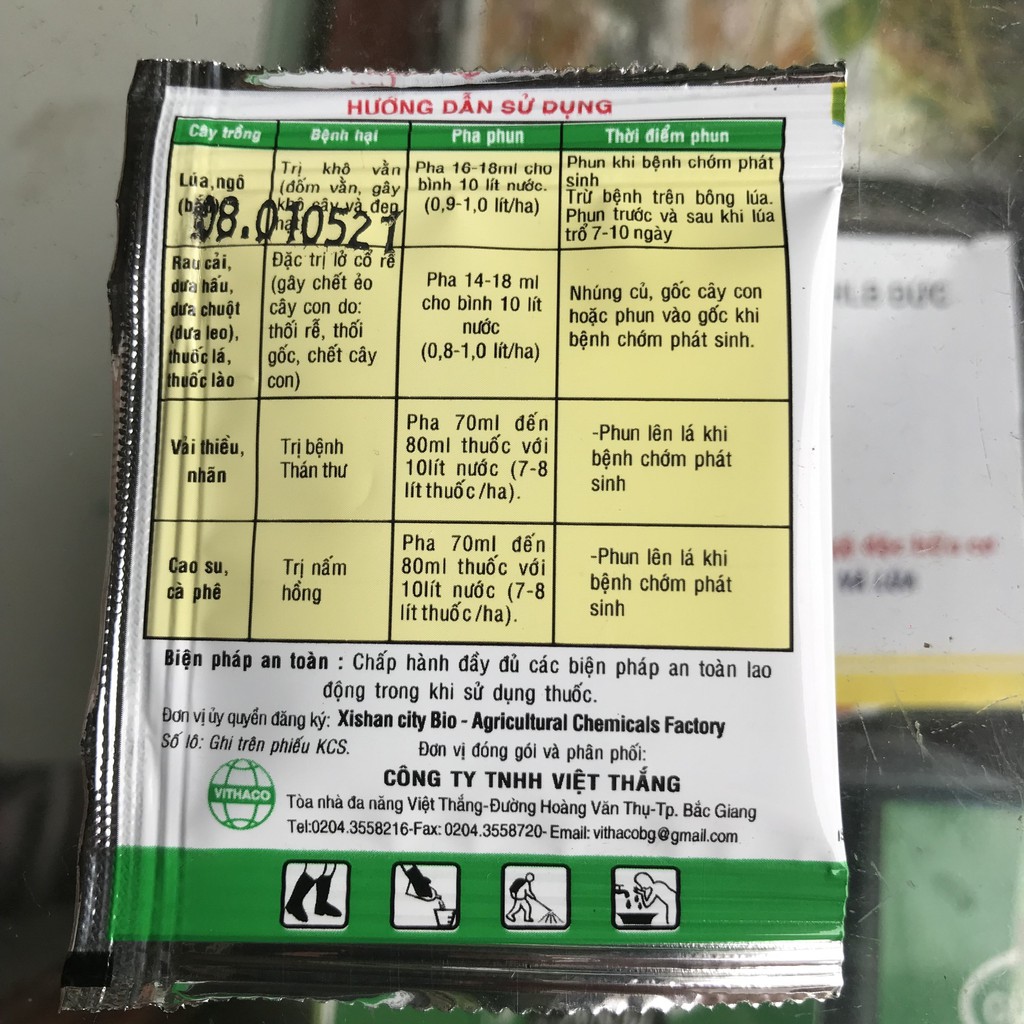 HƯỚNG DẪN SỬ DỤNG
Cây trồng
Bệnh hại
Pha phun
Thời điểm phun
Lúa, ngô
Trị khô vằn
(đốm vằn, gây
cây và đẹn
Pha 16-18ml cho
bình 10 lít nước.
(0,9-1,0 lít/ha)
Phun khi bệnh chớm phát
sinh
Trừ bệnh trên bông lúa.
Phun trước và sau khi lúa
trổ 7-10 ngày
08.010521
Rau cải,
dưa hấu,
dưa chuột
(dưa leo),
thuốc lá,
thuốc lào
Đặc trị lở cổ rễ
(gây chết ẻo
cây con do:
thối rễ, thối
gốc, chết cây
con)
Pha 14-18 ml
cho bình 10 lít
nước
(0,8-1,0 lít/ha)
Nhúng củ, gốc cây con
hoặc phun vào gốc khi
bệnh chớm phát sinh.
Vải thiều,
nhãn
Trị bệnh
Thán thư
Pha 70ml đến
80ml thuốc với
10lít nước (7-8
lít thuốc/ha).
-Phun lên lá khi
bệnh chớm phát
sinh
Cao su,
cà phê
Trị nấm
hồng
Pha 70ml đến
80ml thuốc với
10lít nước (7-8
lít thuốc/ha).
-Phun lên lá khi
bệnh chớm phát
sinh
Biện pháp an toàn : Chấp hành đầy đủ các biện pháp an toàn lao
động trong khi sử dụng thuốc.
Đơn vị ủy quyền đăng ký: Xishan city Bio - Agricultural Chemicals Factory
Số lô: Ghi trên phiếu KCS.
Đơn vị đóng gói và phân phối:
CÔNG TY TNHH VIỆT THẮNG
VITHACO
Tòa nhà đa năng Việt Thắng-Đường Hoàng Văn Thụ-Tp. Bắc Giang
Tel:0204.3558216-Fax: 0204.3558720- Email: vithacobg@gmail.com